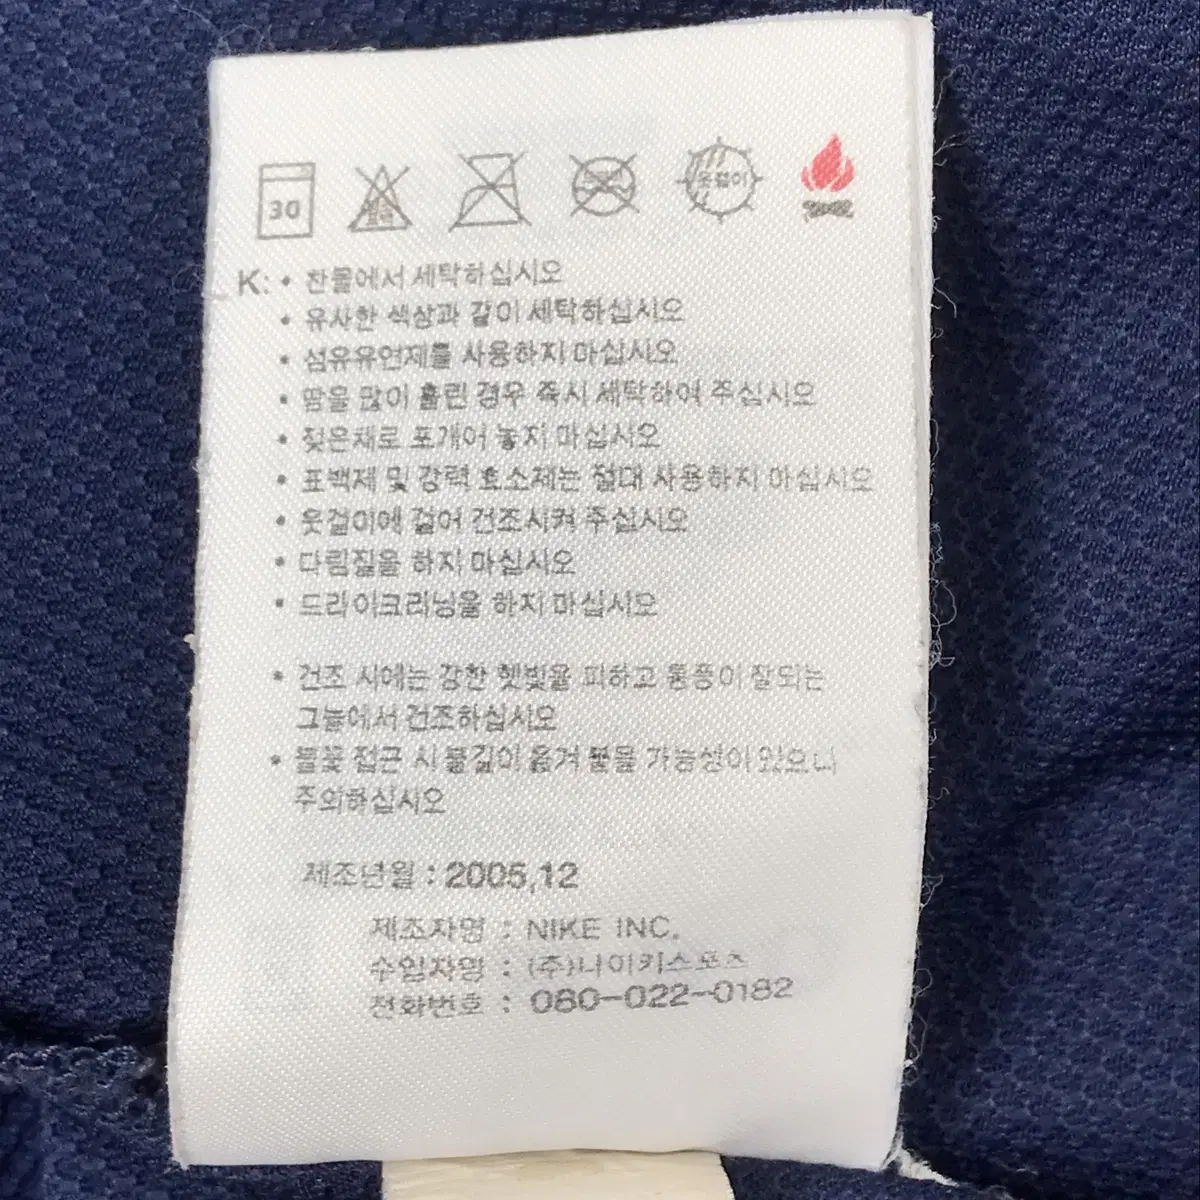 30
옷걸이
K: • 찬물에서 세탁하십시오
• 유사한 색상과 같이 세탁하십시오
• 섬유유연제를 사용하지 마십시오
• 땀을 많이 흘린 경우 즉시 세탁하여 주십시오
• 젖은채로 포개어 놓지 마십시오
• 표백제 및 강력 효소제는 절대 사용하지 마십시오
• 옷걸이에 걸어 건조시켜 주십시오
• 다림질을 하지 마십시오
• 드라이크리닝을 하지 마십시오
• 건조 시에는 강한 햇빛을 피하고 통풍이 잘되는
그늘에서 건조하십시오
• 불꽃 접근 시 불길이 옮겨 붙을 가능성이 있으니
주의하십시오
제조년월 : 2005,12
제조자명 : NIKE INC.
수입자명 : (주)나이키스포츠
전화번호 : 080-022-0182